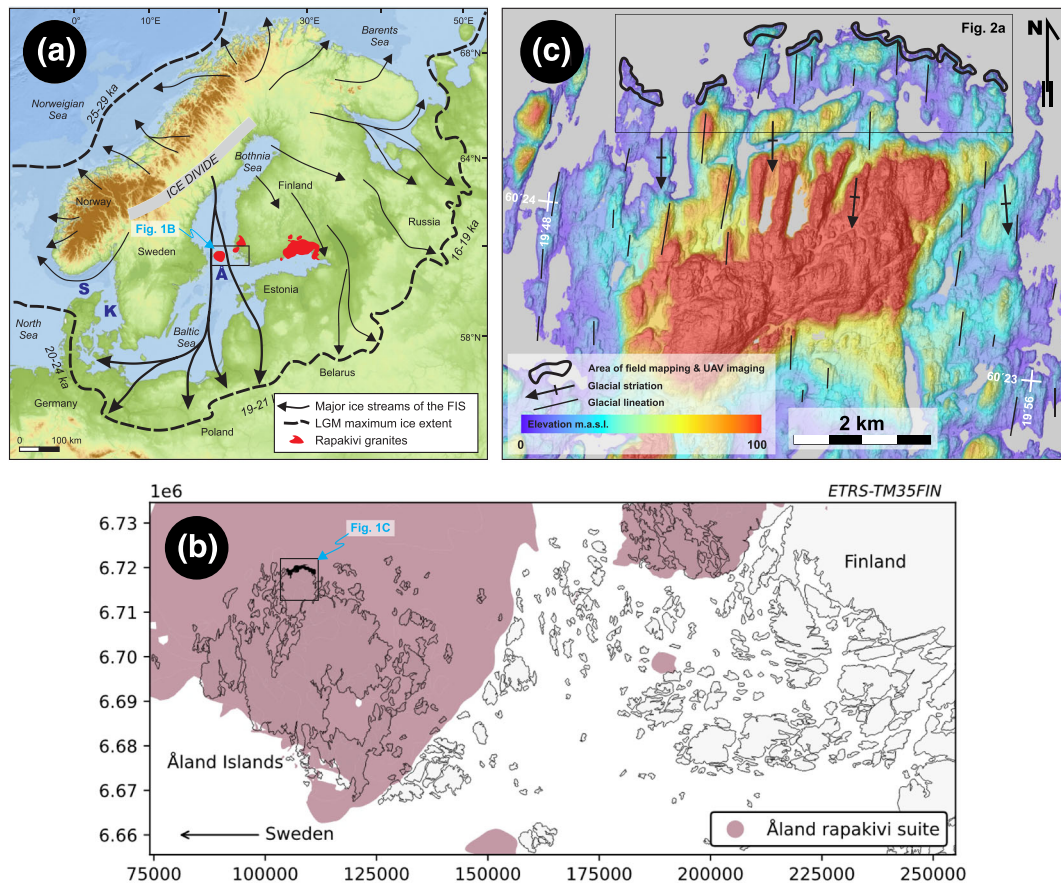 0°
10°E
30°E
50°E
(a)
Barents
Sea
68°N
25-29 ka
Norwegian
Sea
64°N
ICE DIVIDE
Bothnia
Sea
Finland
Norway
Fig. 1B
Russia
Sweden
16-19 ka
A
S
K
Estonia
North
Sea
Baltic
Sea
58°N
20-24 ka
Belarus
19-21
Germany
Poland
Major ice streams of the FIS
LGM maximum ice extent
Rapakivi granites
0 100 km
(c)
Fig. 2a
N
60°24
19°48
Area of field mapping & UAV imaging
Glacial striation
Glacial lineation
Elevation m.a.s.l.
0 100
2 km
60°23
19°56
1e6
ETRS-TM35FIN
(b)
Fig. 1C
Finland
6.73
6.72
6.71
6.70
6.69
6.68
6.67
6.66
Åland Islands
Sweden
Åland rapakivi suite
75000 100000 125000 150000 175000 200000 225000 250000